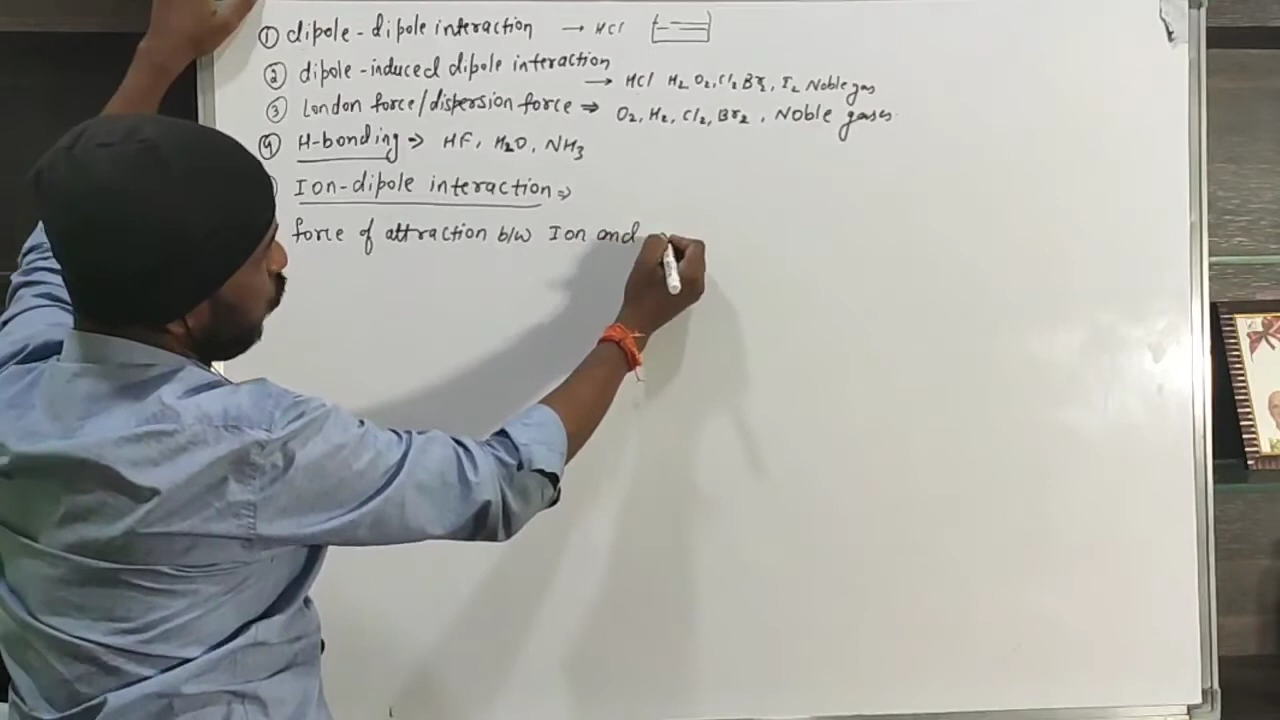 ① dipole-dipole interaction → HCl
② dipole-induced dipole interaction → HCl H₂ O₂, Cl₂ Br₂, I₂ Noble gas
③ London force/dispersion force ⇒ O₂, H₂, Cl₂, Br₂, Noble gases.
④ H-bonding ⇒ HF, H₂O, NH₃
Ion-dipole interaction ⇒
force of attraction b/w Ion and